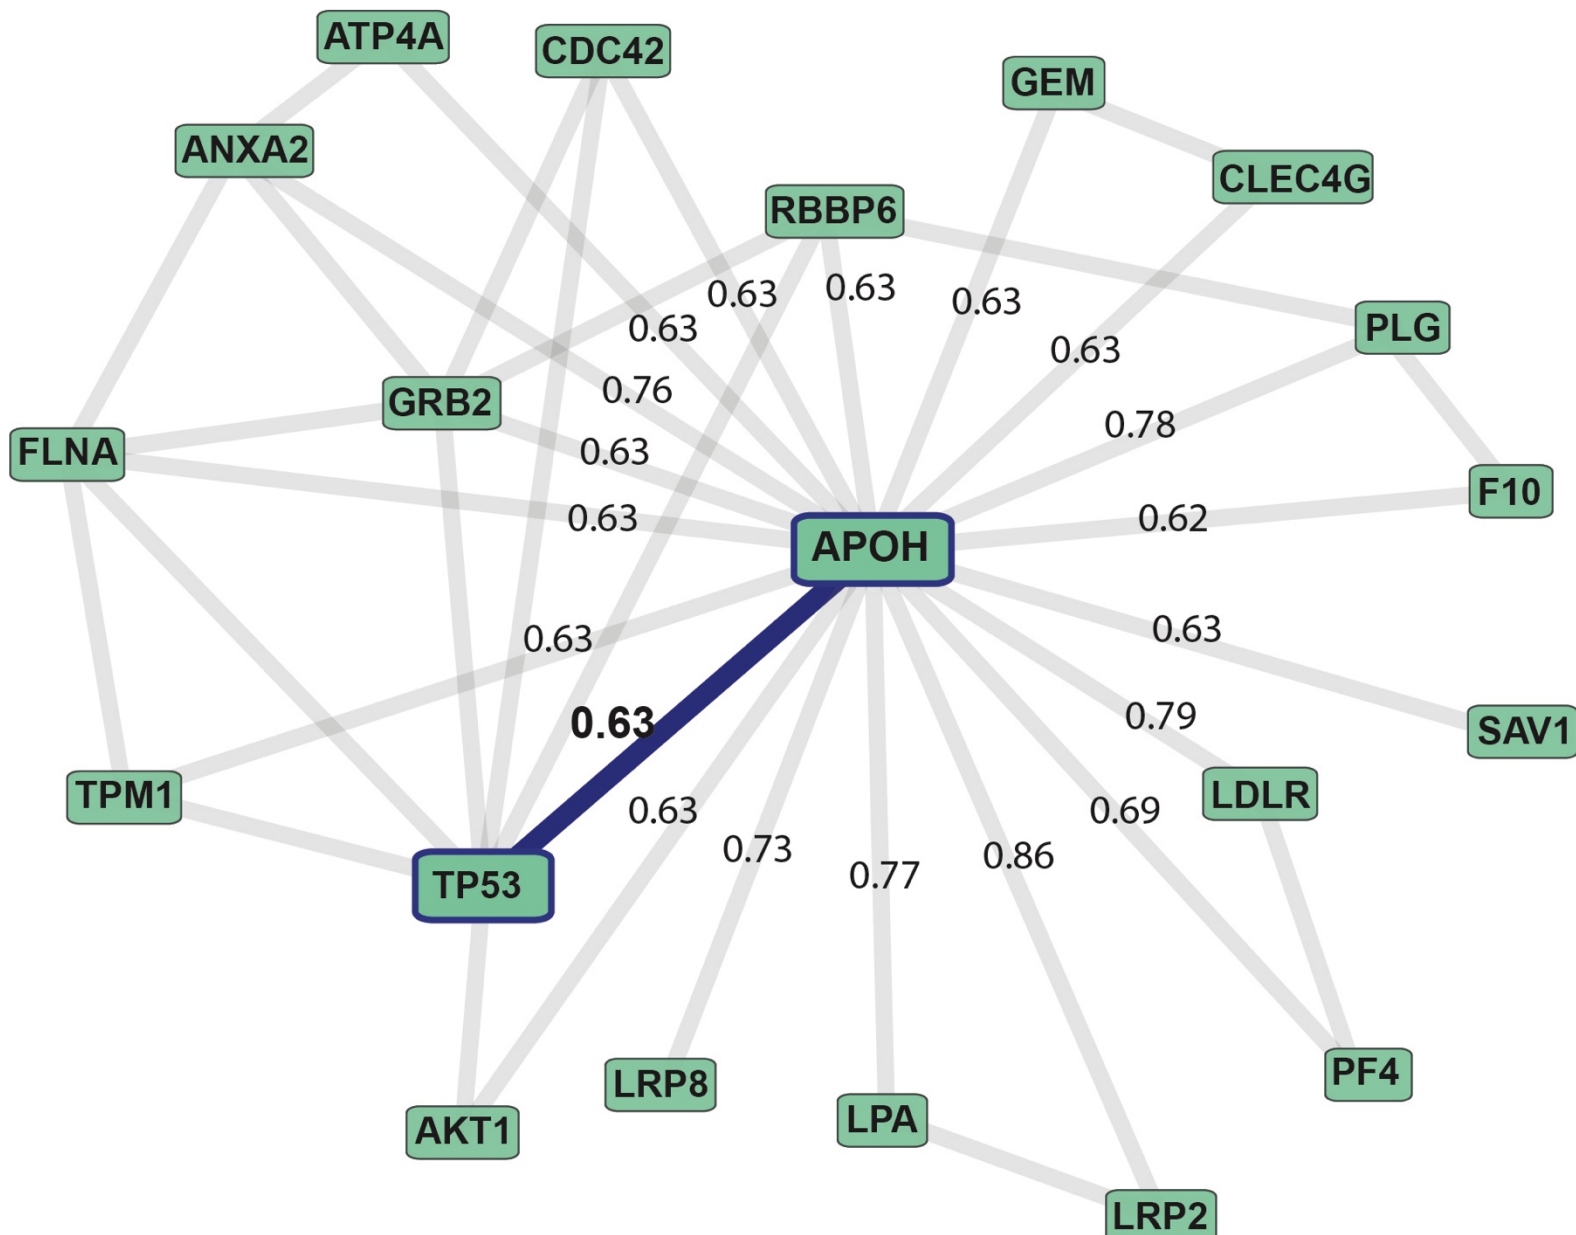 ATP4A
CDC42
GEM
ANXA2
CLEC4G
RBBP6
0.63
0.63
0.63
0.63
PLG
0.63
0.76
GRB2
0.78
0.63
FLNA
F10
0.63
0.62
APOH
0.63
0.63
0.63
0.79
SAV1
TPM1
LDLR
0.63
0.69
0.73
0.86
0.77
TP53
PF4
LRP8
LPA
AKT1
LRP2